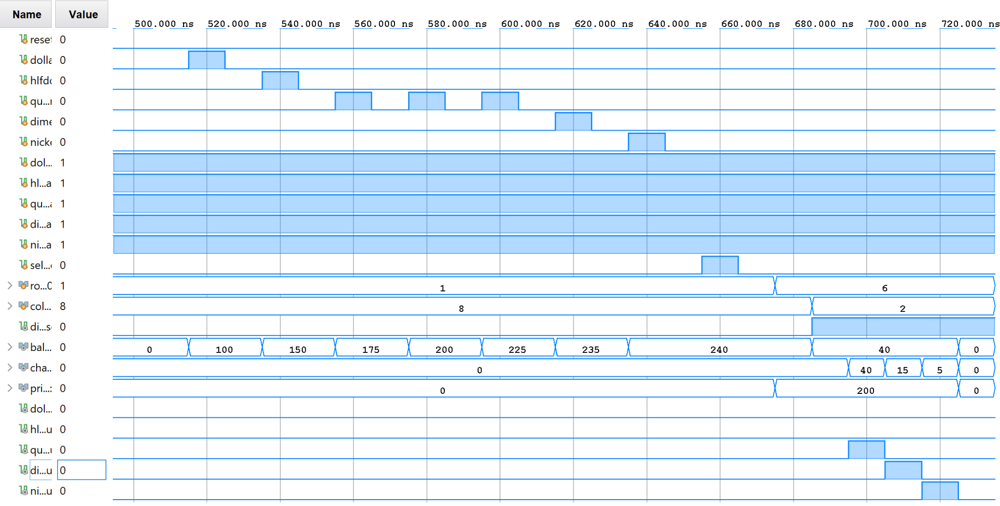 Name Value
500.000 ns 520.000 ns 540.000 ns 560.000 ns 580.000 ns 600.000 ns 620.000 ns 640.000 ns 660.000 ns 680.000 ns 700.000 ns 720.000 ns
reset 0
dolla 0
hlfdo 0
qu...r 0
dime 0
nicke 0
dol... 1
hl...a 1
qu...a 1
di...a 1
ni...a 1
sel...e 0
ro...0 1 1 6
col... 8 8 2
di...s 0
bal... 0 0 100 150 175 200 225 235 240 40 0
cha... 0 0 40 15 5 0
pri...: 0 0 200 0
dol... 0
hl...u 0
qu...u 0
di...u 0
ni...u 0